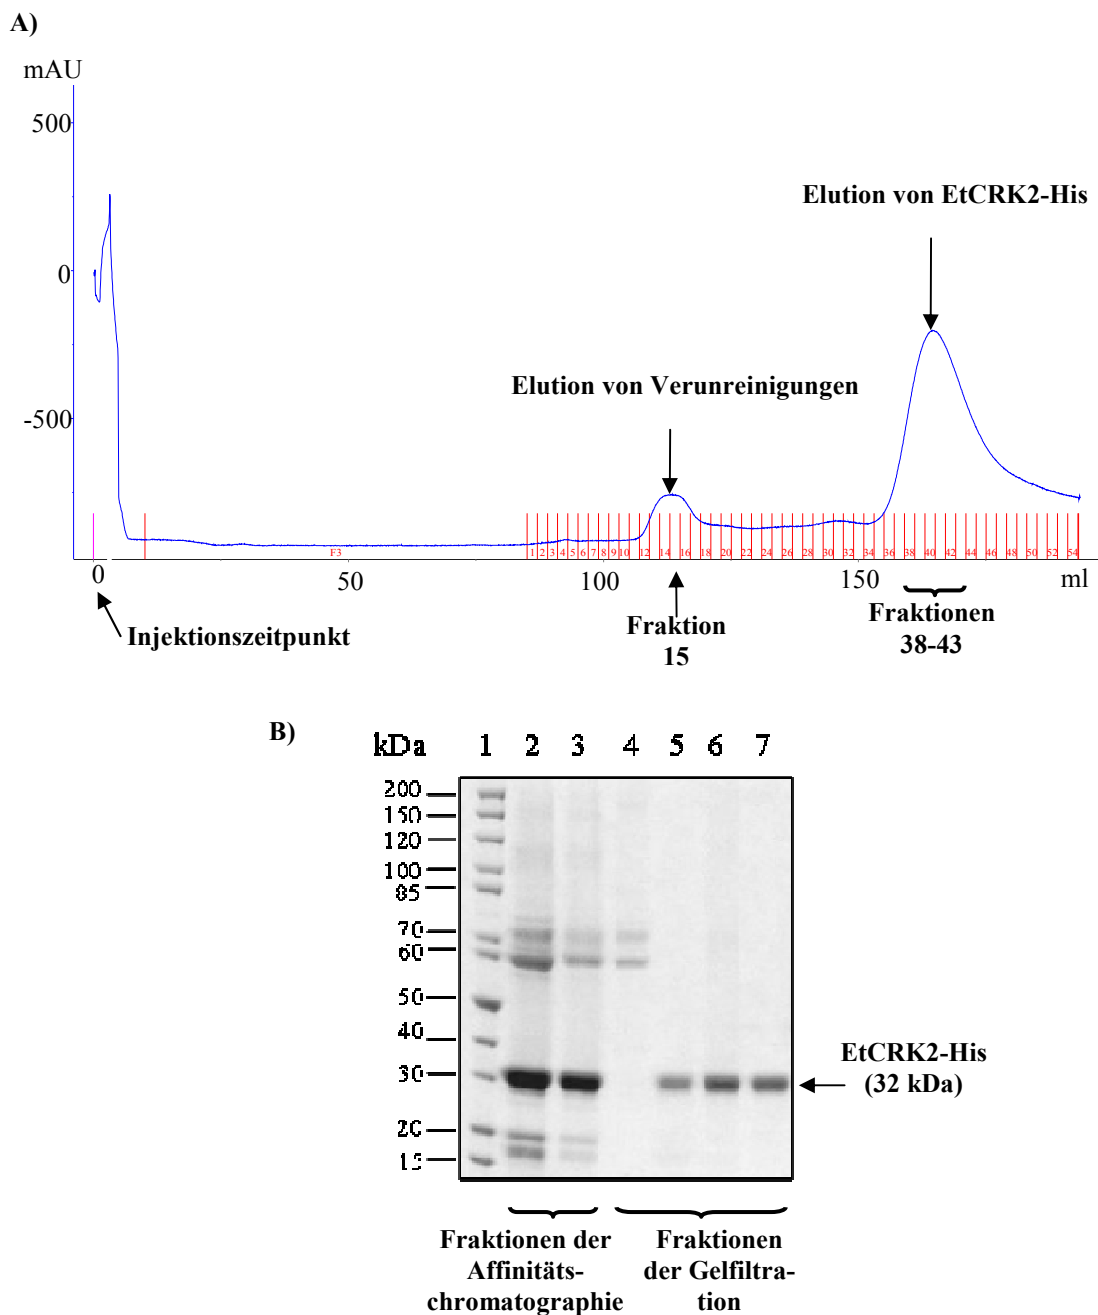 A)
mAU
500
0
-500
Elution von EtCRK2-His
Elution von Verunreinigungen
F3 1 2 3 4 5 6 7 8 9 10 12 14 16 18 20 22 24 26 28 30 32 34 36 38 40 42 44 46 48 50 52 54
0 50 100 150 ml
Injektionszeitpunkt
Fraktion
15
Fraktionen
38-43
B)
kDa 1 2 3 4 5 6 7
200
150
120
100
85
70
60
50
40
30
20
15
EtCRK2-His
(32 kDa)
Fraktionen der
Affinitäts-
chromatographie
Fraktionen
der Gelfiltra-
tion